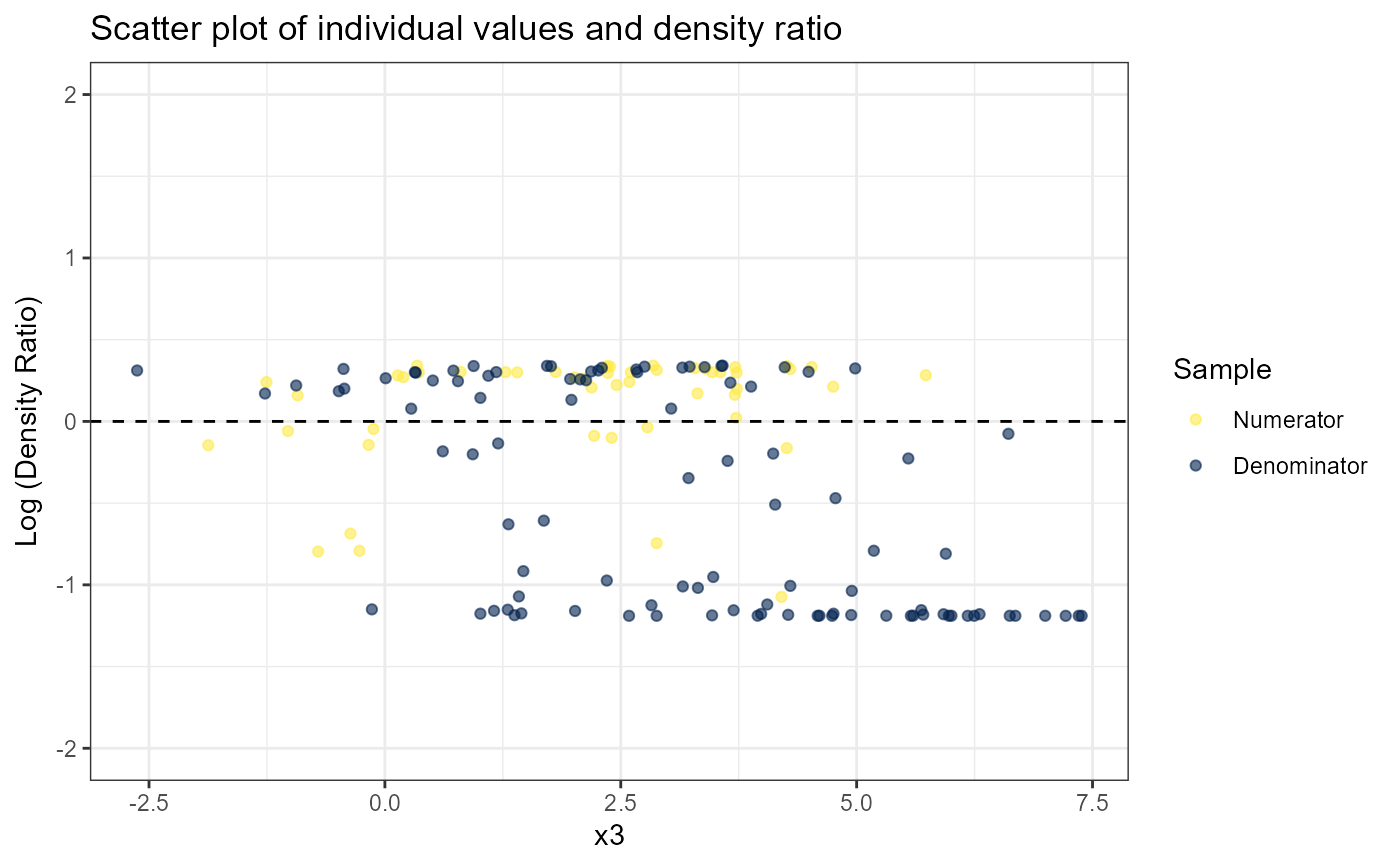 Scatter plot of individual values and density ratio
Log (Density Ratio)
2
1
0
-1
-2
-2.5 0.0 2.5 5.0 7.5
x3
Sample
Numerator
Denominator